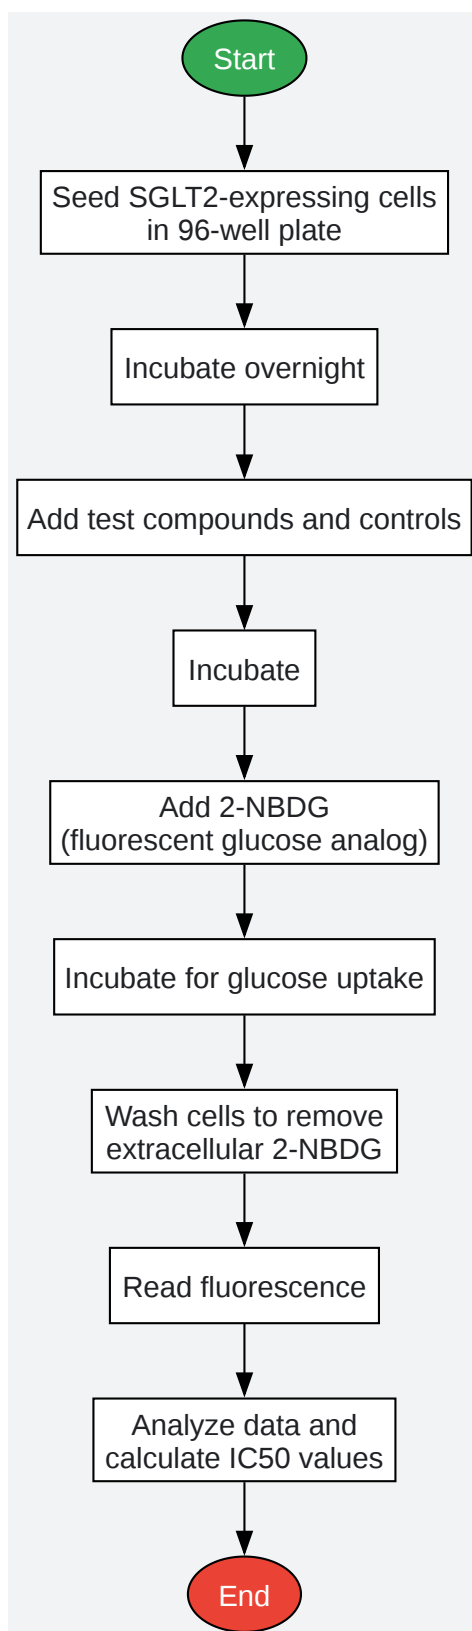 Start
Seed SGLT2-expressing cells
in 96-well plate
Incubate overnight
Add test compounds and controls
Incubate
Add 2-NBDG
(fluorescent glucose analog)
Incubate for glucose uptake
Wash cells to remove
extracellular 2-NBDG
Read fluorescence
Analyze data and
calculate IC50 values
End